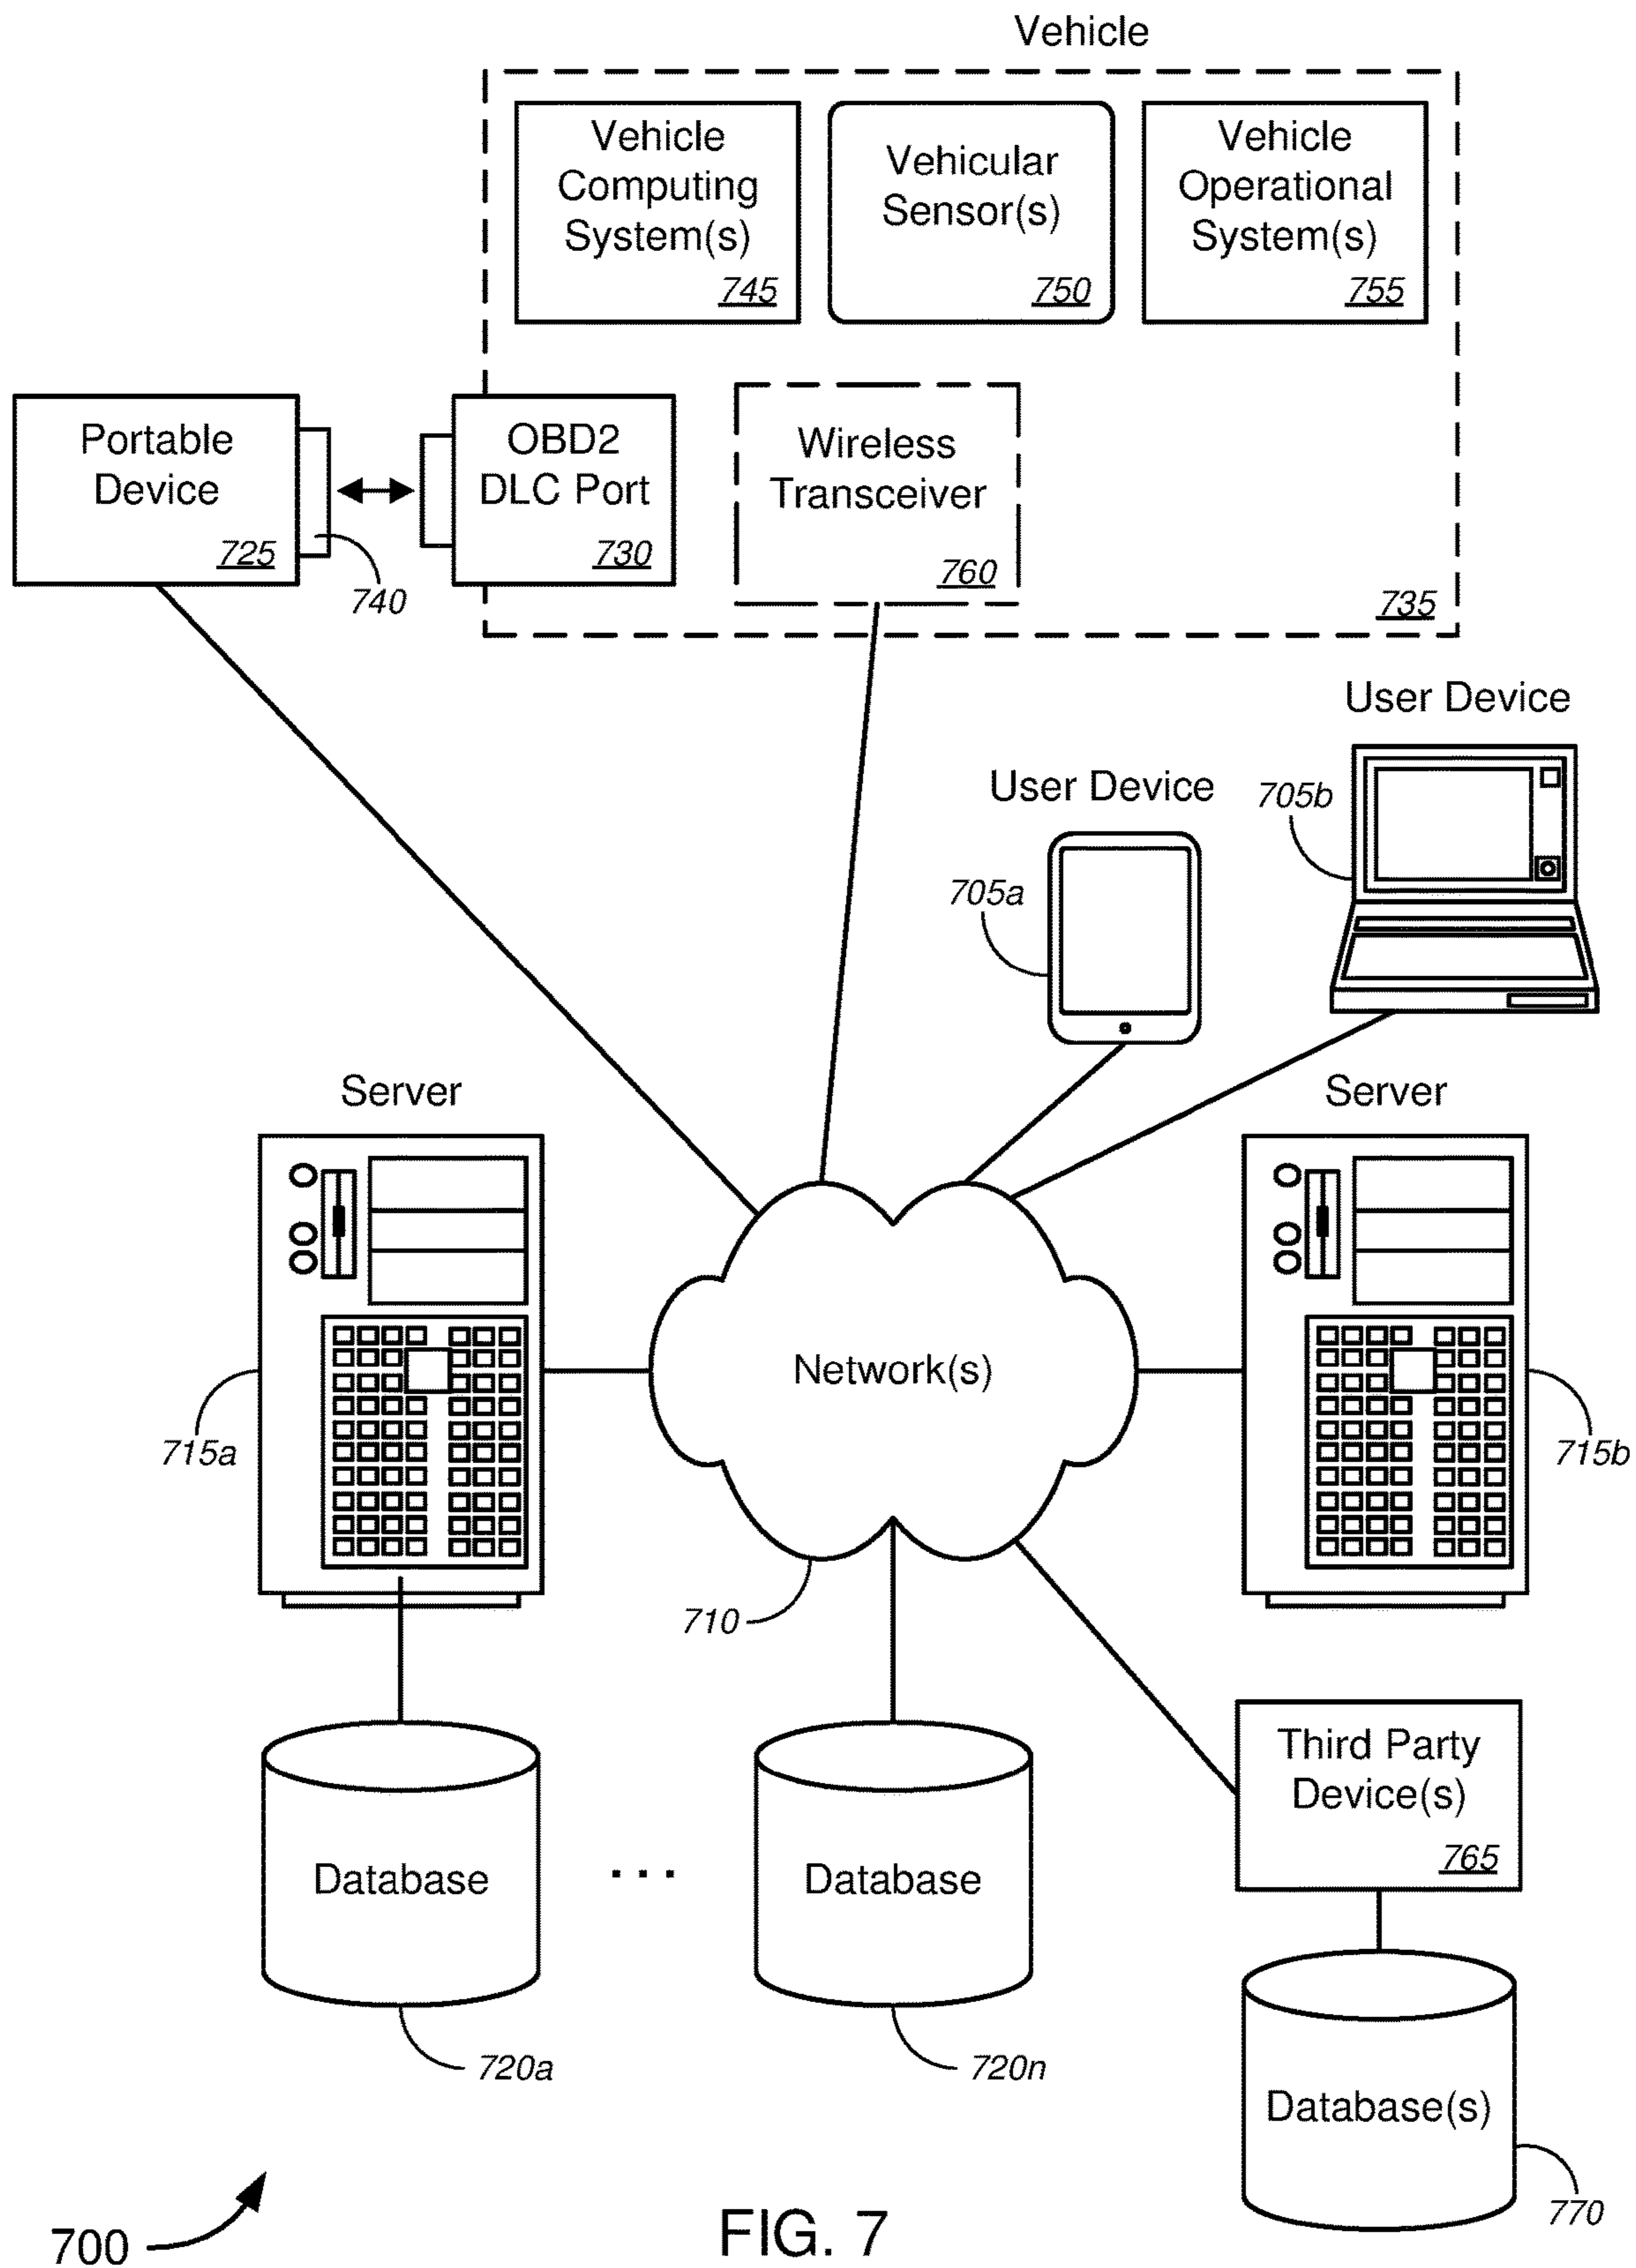 Vehicle
Vehicle
Computing
System(s)
745
Vehicular
Sensor(s)
750
Vehicle
Operational
System(s)
755
Portable
Device
725
740
OBD2
DLC Port
730
Wireless
Transceiver
760
735
User Device
705a
User Device
705b
Server
715a
Server
715b
Network(s)
710
Third Party
Device(s)
765
Database
720a
...
Database
720n
Database(s)
770
700
FIG. 7